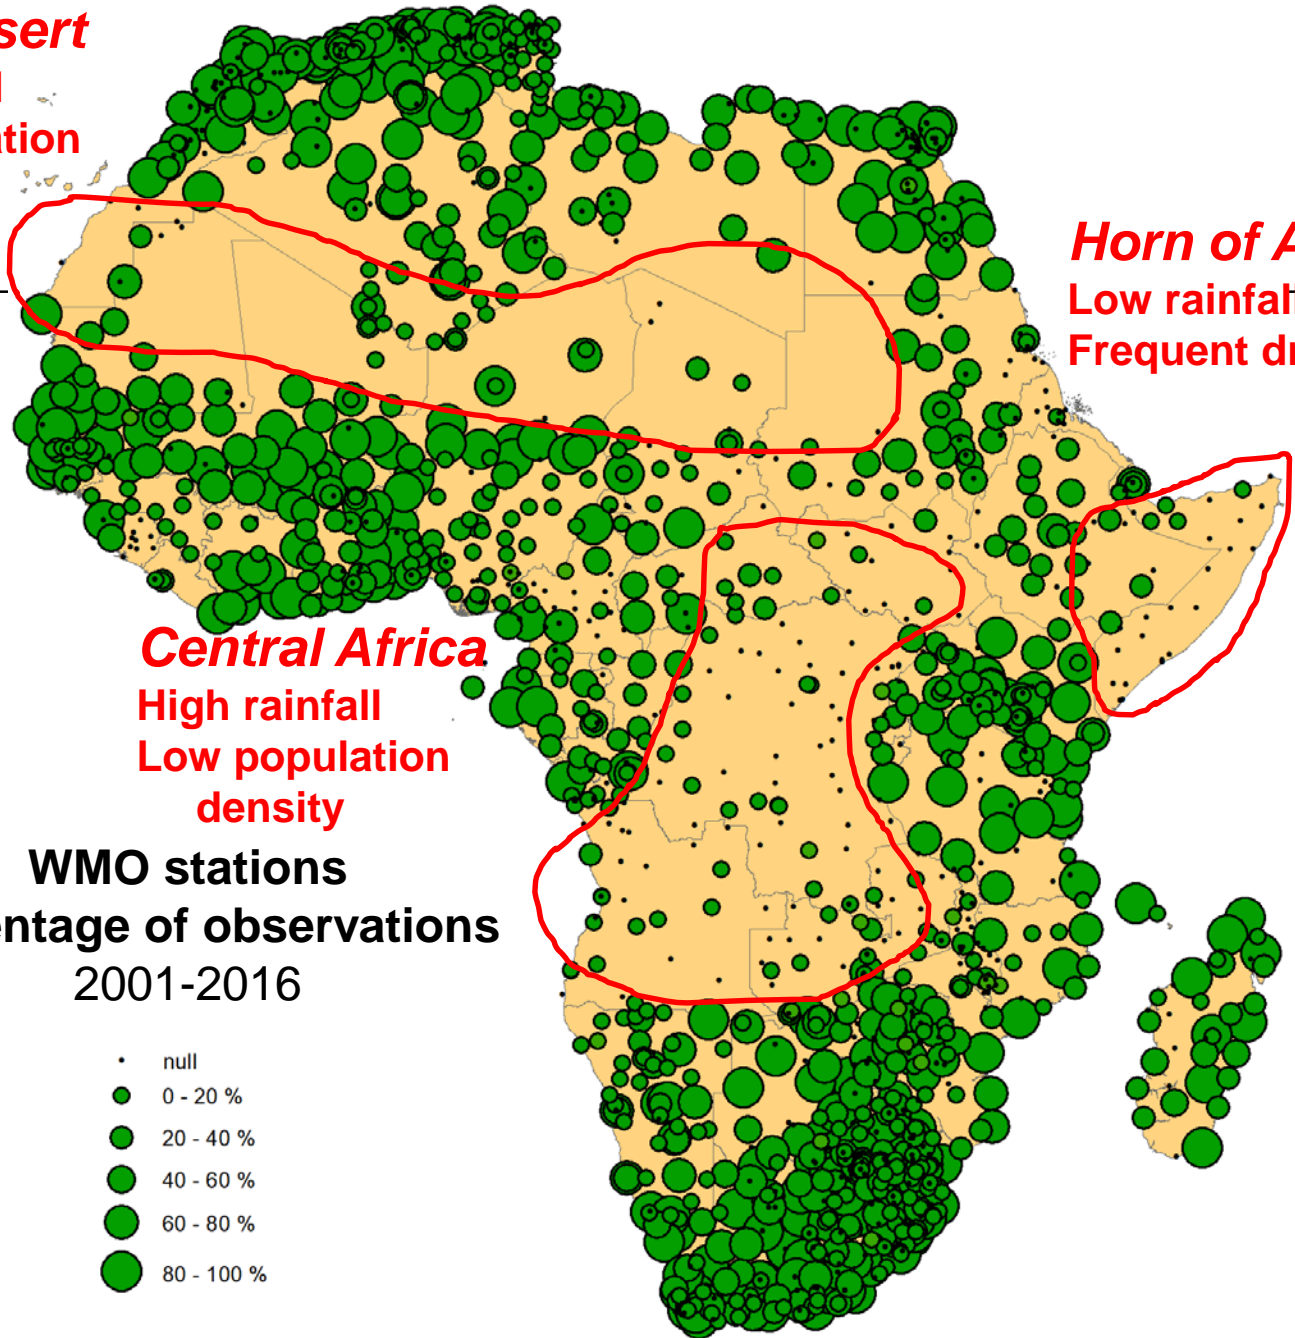 sert
ation
Horn of A
Low rainfal
Frequent dr
Central Africa
High rainfall
Low population
density
WMO stations
entage of observations
2001-2016
null
0 - 20 %
20 - 40 %
40 - 60 %
60 - 80 %
80 - 100 %